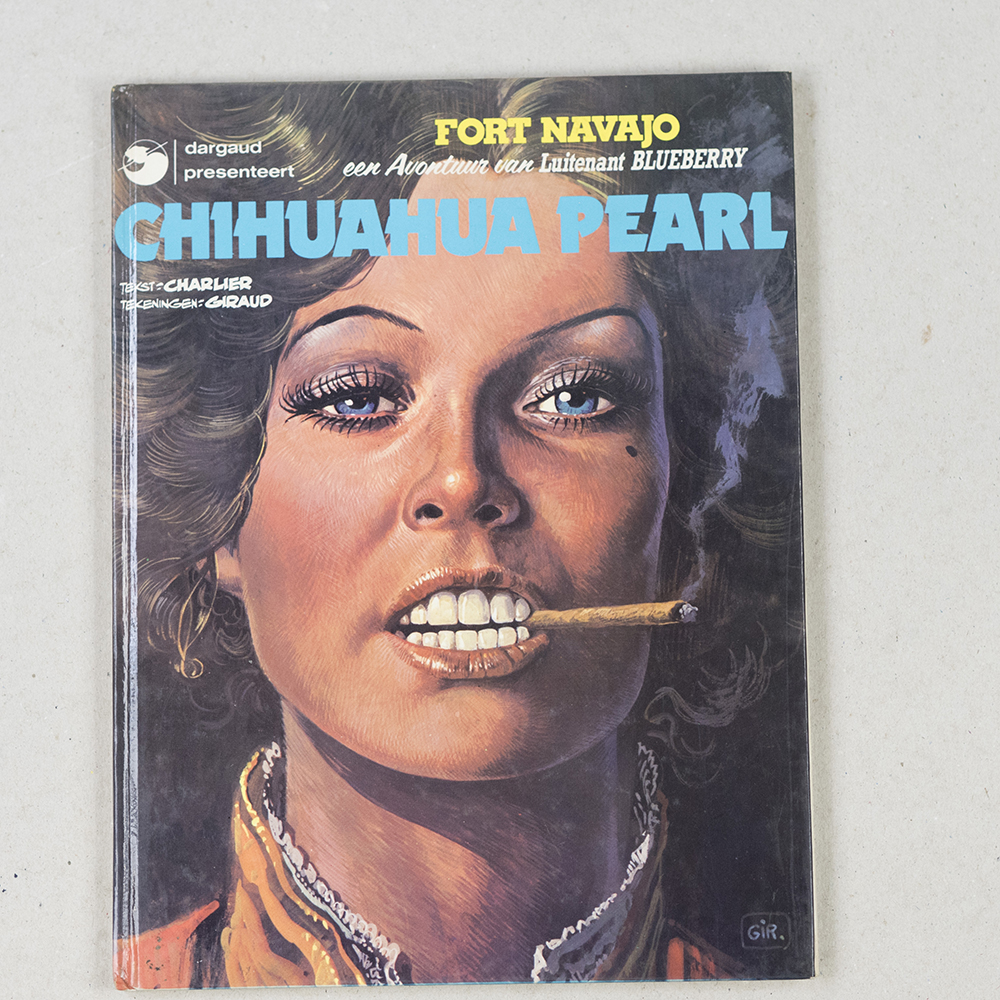 dargaud
presenteert
FORT NAVAJO
een Avontuur van Luitenant BLUEBERRY
CHIHUAHUA PEARL
TEKST=CHARLIER
TEKENINGEN=GIRAUD
GIR.